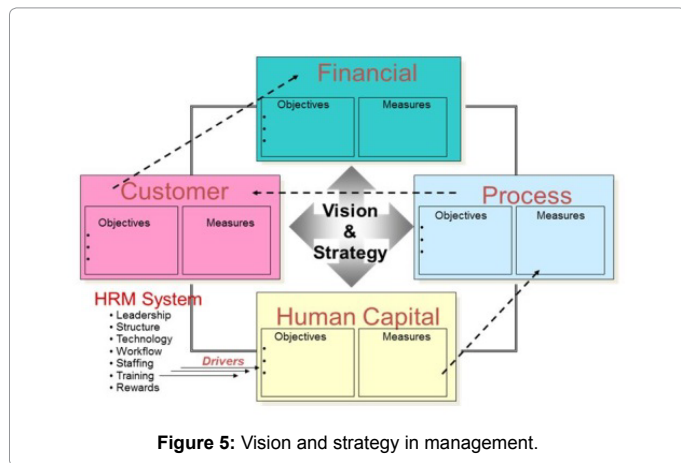 Financial
Objectives
Measures
Customer
Objectives
Measures
Vision
&
Strategy
Process
Objectives
Measures
HRM System
• Leadership
• Structure
• Technology
• Workflow
• Staffing
• Training
• Rewards
Drivers
Human Capital
Objectives
Measures
Figure 5: Vision and strategy in management.